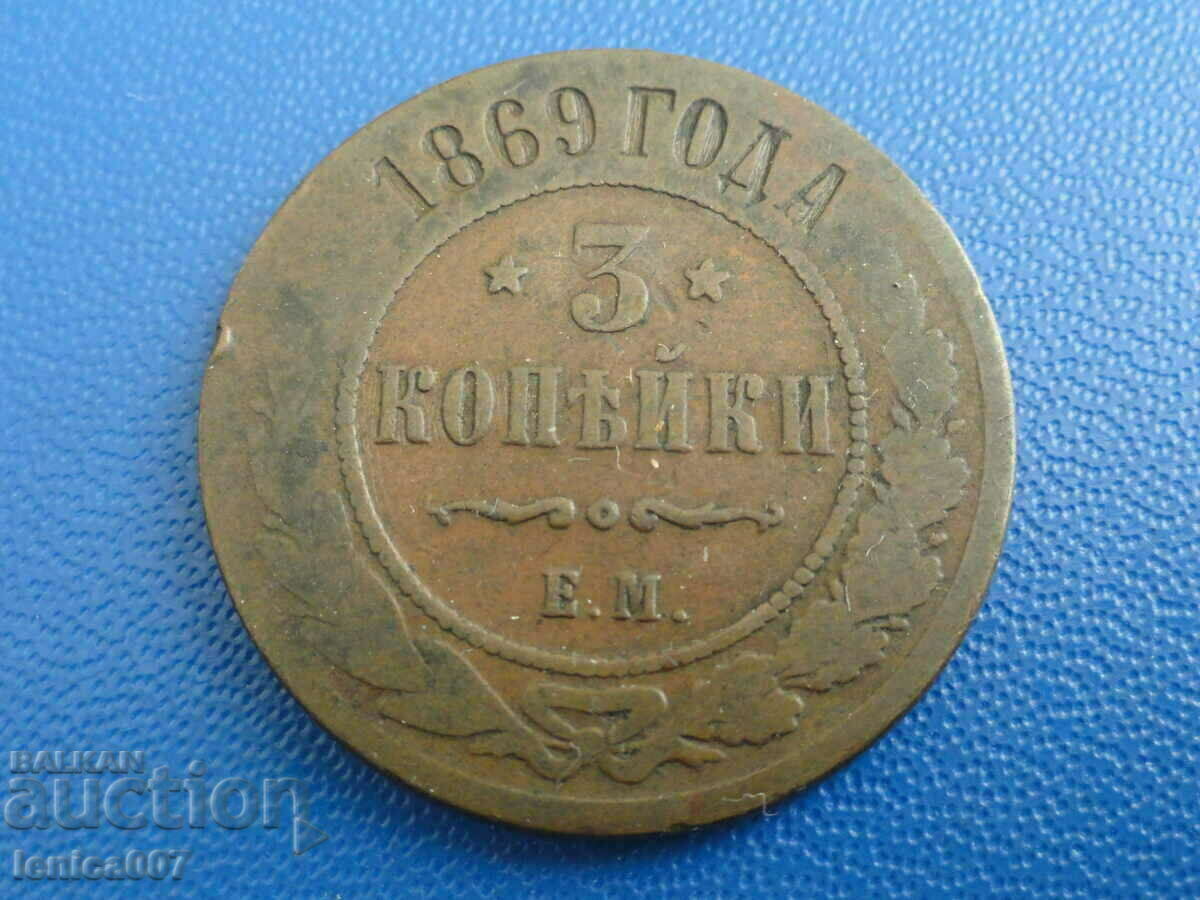 1869 ГОДА
3
КОПѢЙКИ
Е.М.
BALKAN
auction
lenica007